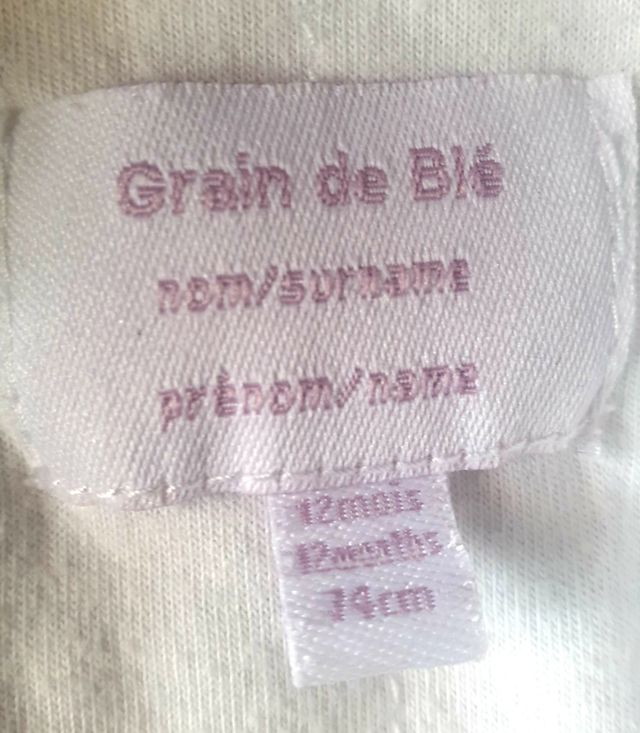 Grain de Blé
nom/surname
prénom/name
12mois
12months
74cm